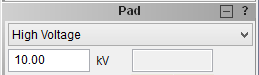 Pad − ?
High Voltage
10.00 kV